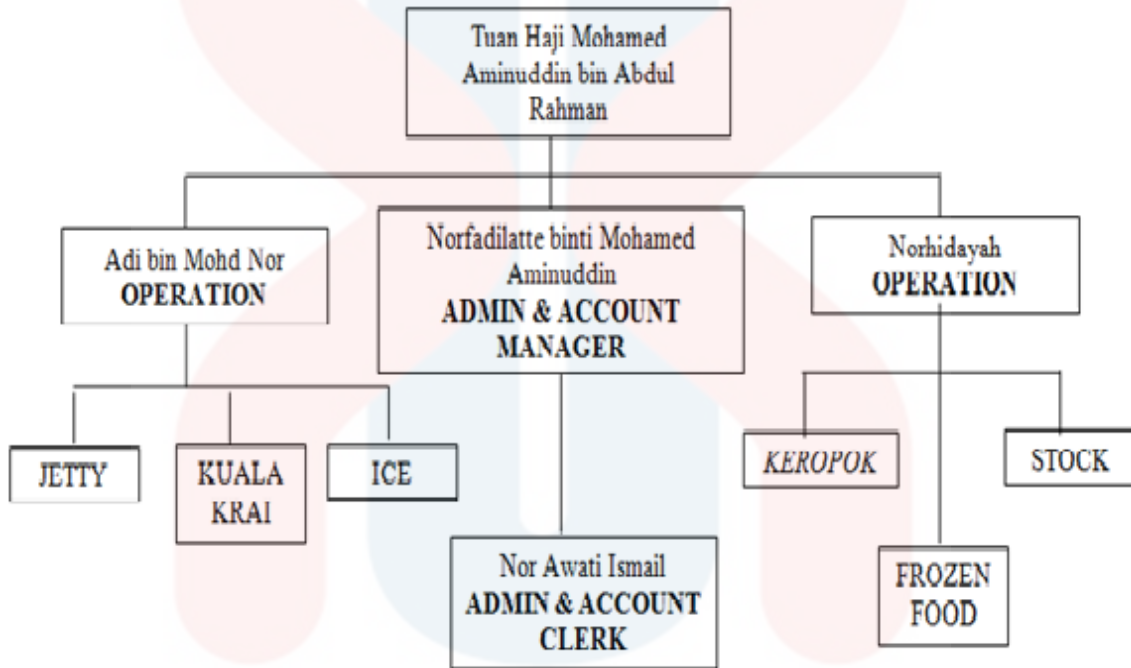 Tuan Haji Mohamed
Aminuddin bin Abdul
Rahman
Adi bin Mohd Nor
OPERATION
Norfadilatte binti Mohamed
Aminuddin
ADMIN & ACCOUNT
MANAGER
Norhidayah
OPERATION
JETTY
KUALA
KRAI
ICE
KEROPOK
STOCK
Nor Awati Ismail
ADMIN & ACCOUNT
CLERK
FROZEN
FOOD